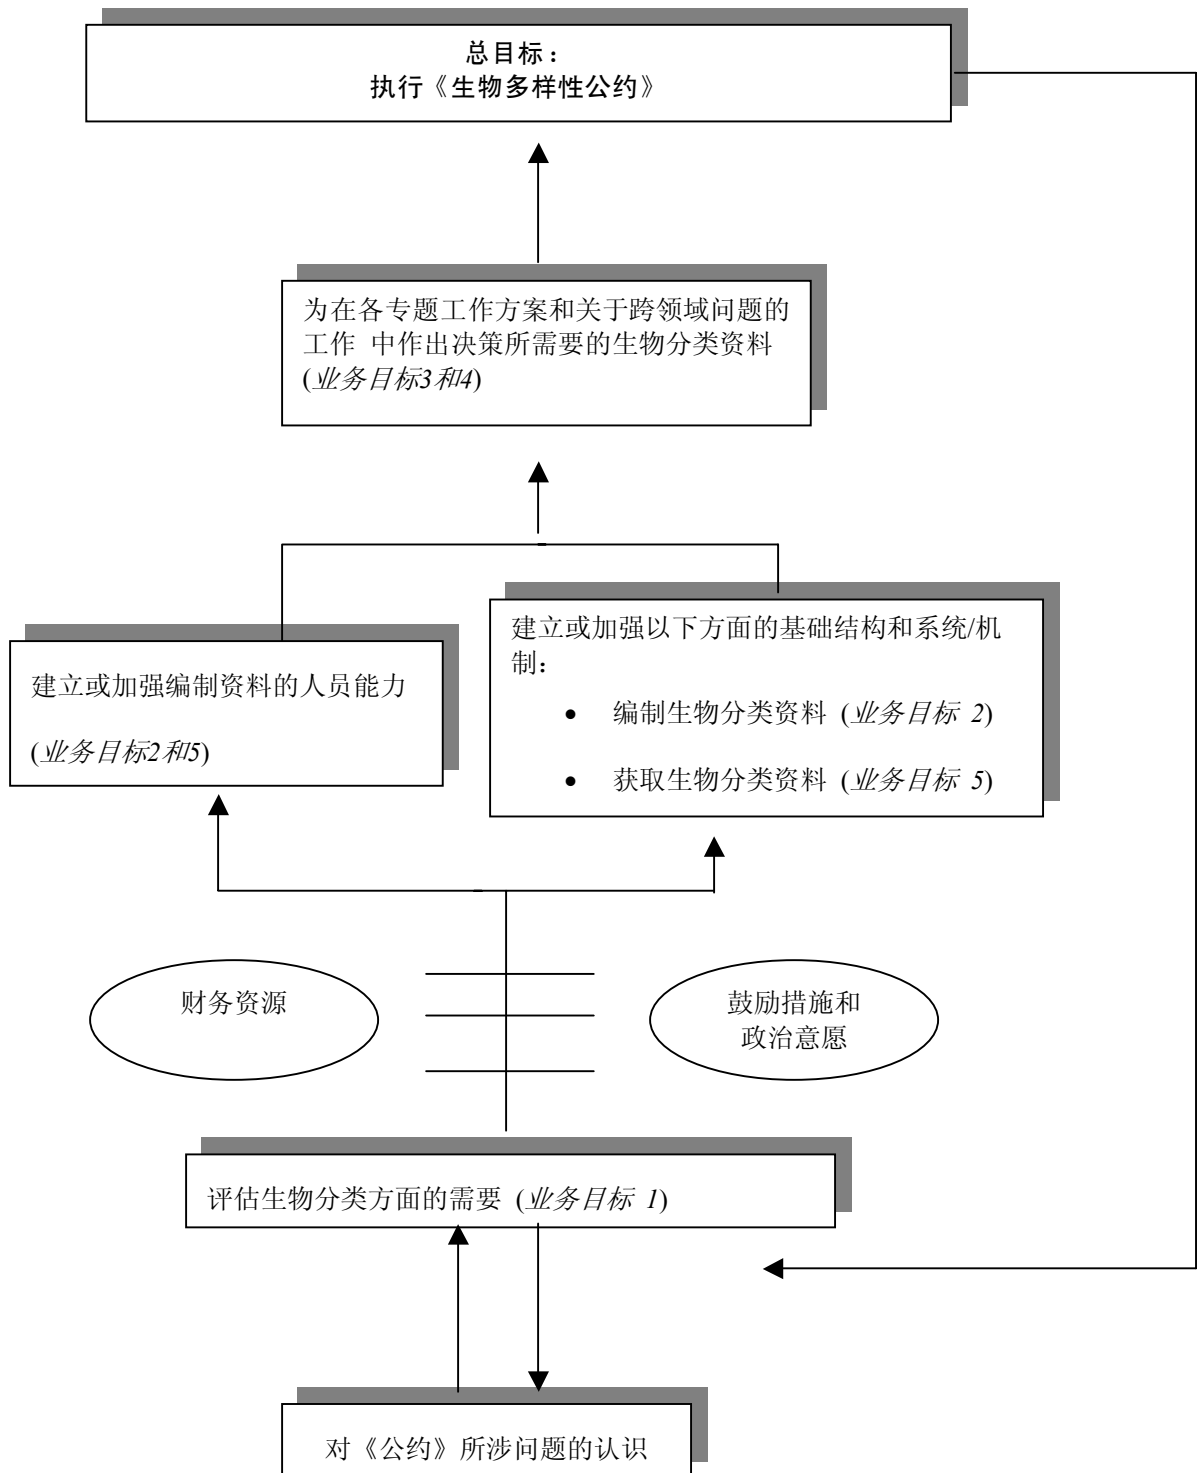 总目标：
执行《生物多样性公约》
为在各专题工作方案和关于跨领域问题的
工作 中作出决策所需要的生物分类资料
(业务目标3和4)
建立或加强编制资料的人员能力
(业务目标2和5)
建立或加强以下方面的基础结构和系统/机
制：
• 编制生物分类资料 (业务目标 2)
• 获取生物分类资料 (业务目标 5)
财务资源
鼓励措施和
政治意愿
评估生物分类方面的需要 (业务目标 1)
对《公约》所涉问题的认识